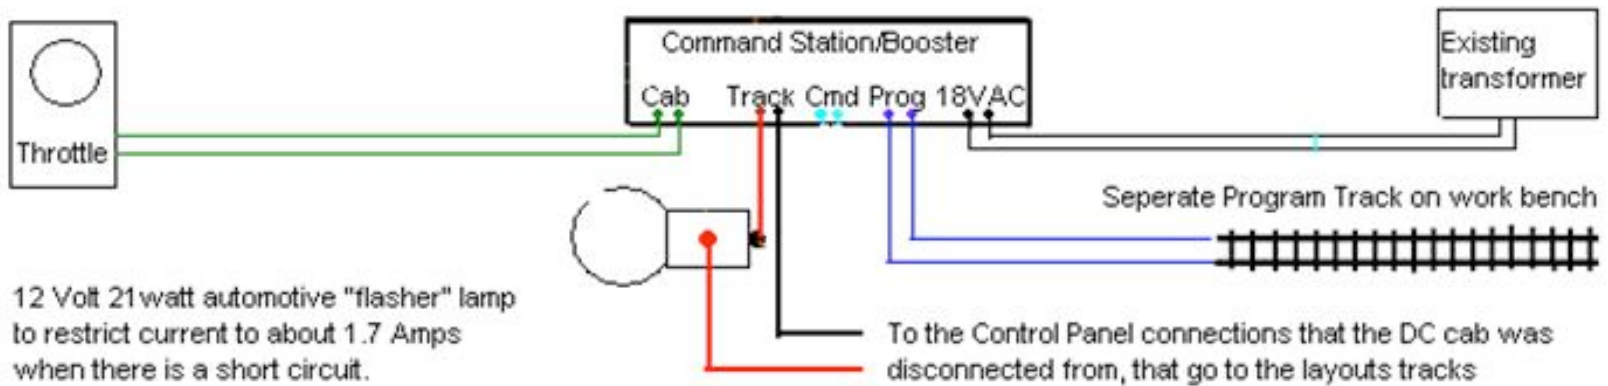 Command Station/Booster
Cab Track Cmd Prog 18VAC
Existing
transformer
Throttle
Seperate Program Track on work bench
12 Volt 21watt automotive "flasher" lamp
to restrict current to about 1.7 Amps
when there is a short circuit.
To the Control Panel connections that the DC cab was
disconnected from, that go to the layouts tracks